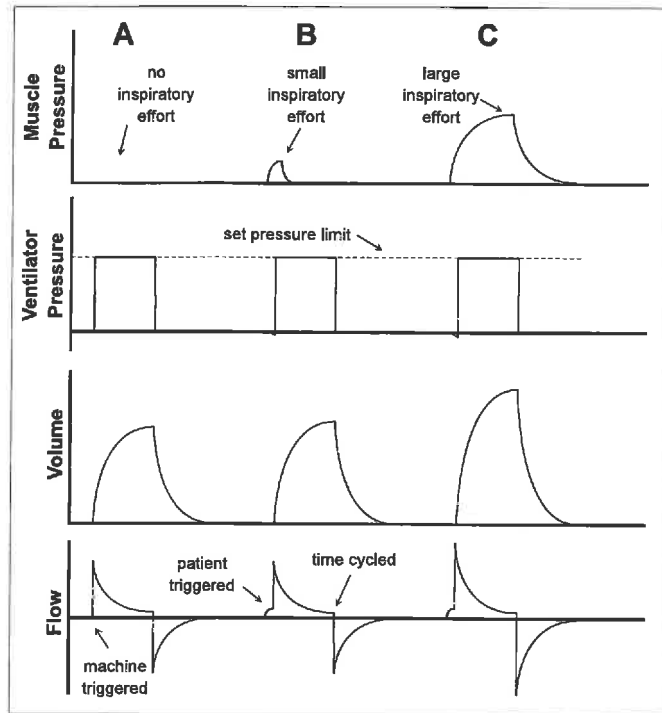 A
B
C
Muscle
Pressure
no
inspiratory
effort
small
inspiratory
effort
large
inspiratory
effort
Ventilator
Pressure
set pressure limit
Volume
Flow
patient
triggered
time cycled
machine
triggered